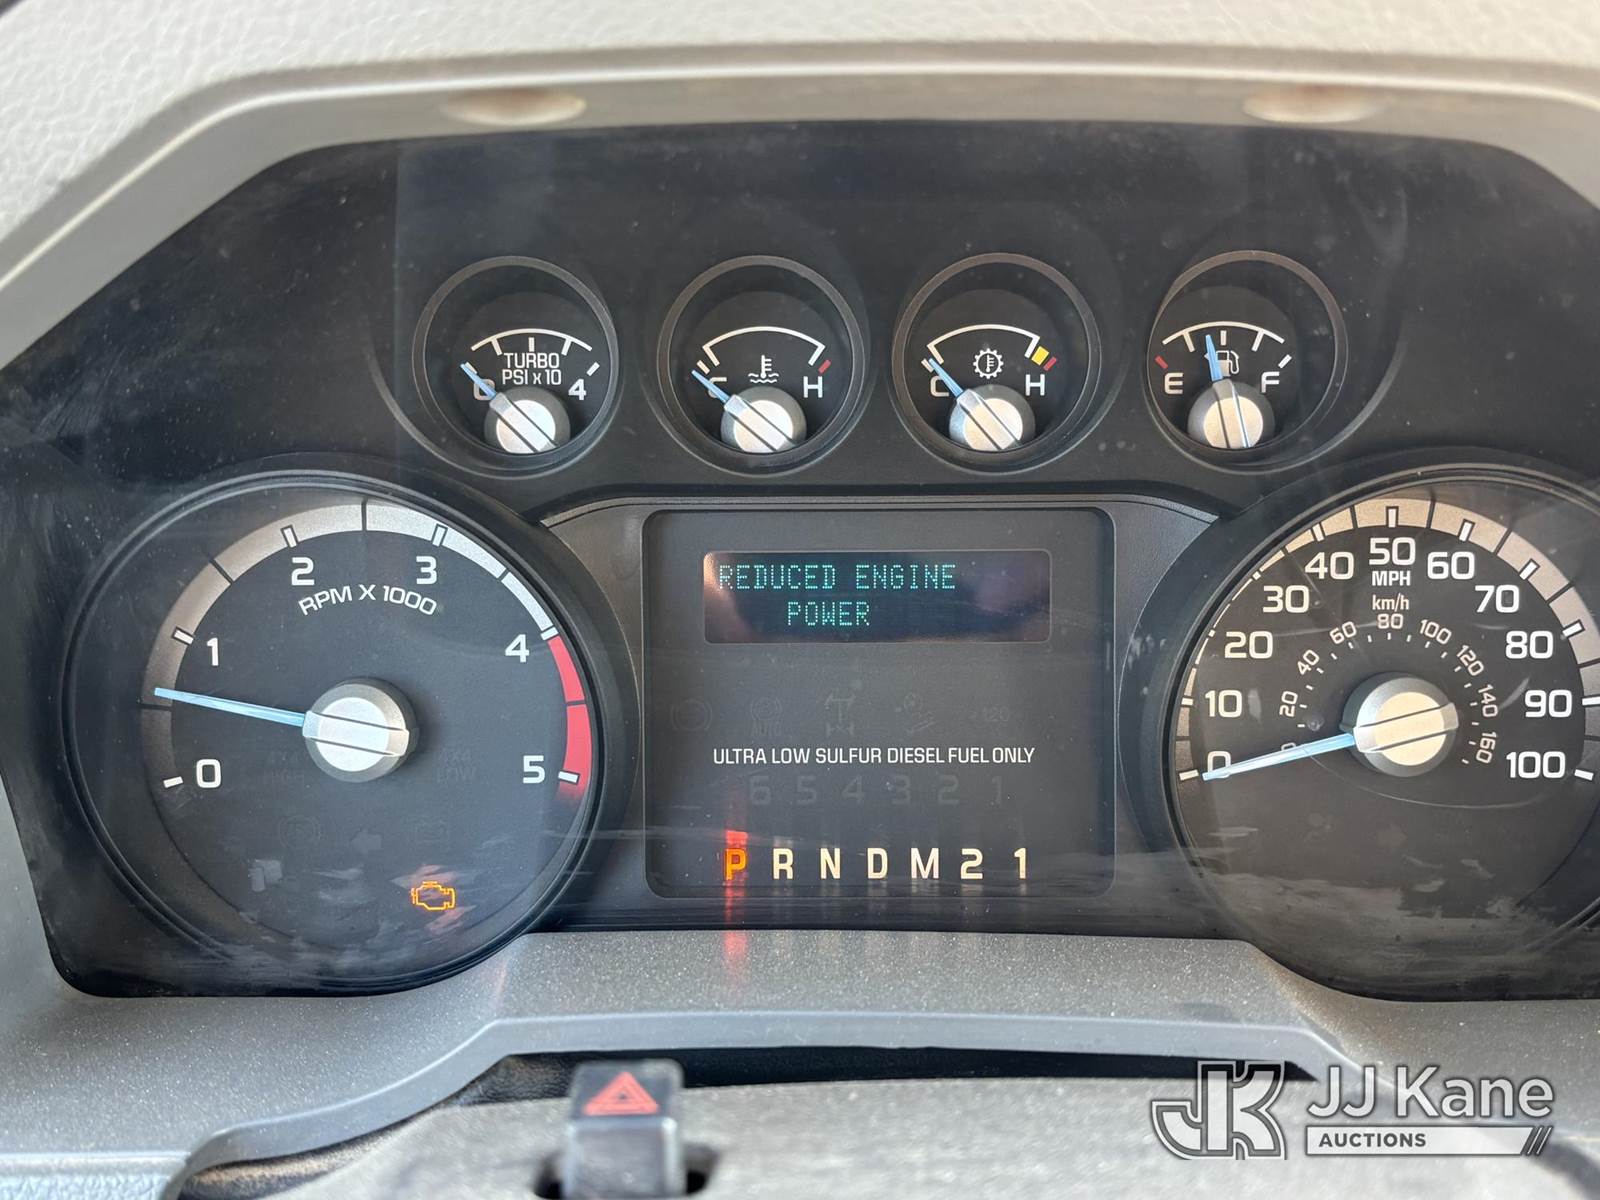 TURBO
PSI x 10
0 4
C H
C H
E F
0 1 2 3 4 5
RPM X 1000
REDUCED ENGINE
POWER
ULTRA LOW SULFUR DIESEL FUEL ONLY
6 5 4 3 2 1
P R N D M 2 1
0 10 20 30 40 50 60 70 80 90 100
MPH
km/h
0 20 40 60 80 100 120 140 160
JJ Kane
AUCTIONS